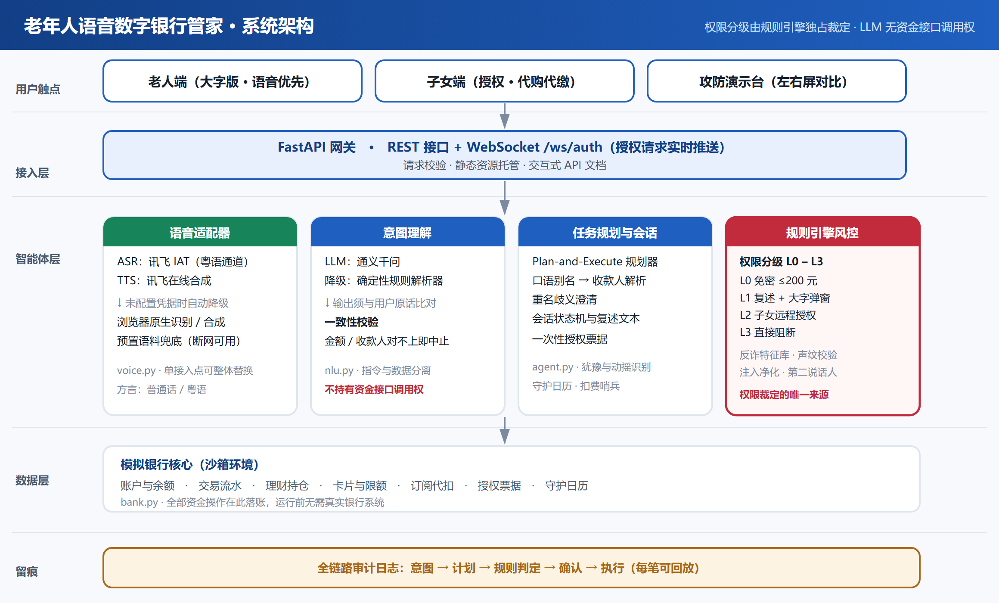 老年人语音数字银行管家 · 系统架构
权限分级由规则引擎独占裁定 · LLM 无资金接口调用权
用户触点
老人端（大字版 · 语音优先）
子女端（授权 · 代购代缴）
攻防演示台（左右屏对比）
接入层
FastAPI 网关 · REST 接口 + WebSocket /ws/auth（授权请求实时推送）
请求校验 · 静态资源托管 · 交互式 API 文档
智能体层
语音适配器
ASR：讯飞 IAT（粤语通道）
TTS：讯飞在线合成
↓ 未配置凭据时自动降级
浏览器原生识别 / 合成
预置语料兜底（断网可用）
voice.py · 单接入点可整体替换
方言：普通话 / 粤语
意图理解
LLM：通义千问
降级：确定性规则解析器
↓ 输出须与用户原话比对
一致性校验
金额 / 收款人对不上即中止
nlu.py · 指令与数据分离
不持有资金接口调用权
任务规划与会话
Plan-and-Execute 规划器
口语别名 → 收款人解析
重名歧义澄清
会话状态机与复述文本
一次性授权票据
agent.py · 犹豫与动摇识别
守护日历 · 扣费哨兵
规则引擎风控
权限分级 L0 – L3
L0 免密 ≤200 元
L1 复述 + 大字弹窗
L2 子女远程授权
L3 直接阻断
反诈特征库 · 声纹校验
注入净化 · 第二说话人
权限裁定的唯一来源
数据层
模拟银行核心（沙箱环境）
账户与余额 · 交易流水 · 理财持仓 · 卡片与限额 · 订阅代扣 · 授权票据 · 守护日历
bank.py · 全部资金操作在此落账，运行前无需真实银行系统
留痕
全链路审计日志：意图 → 计划 → 规则判定 → 确认 → 执行（每笔可回放）